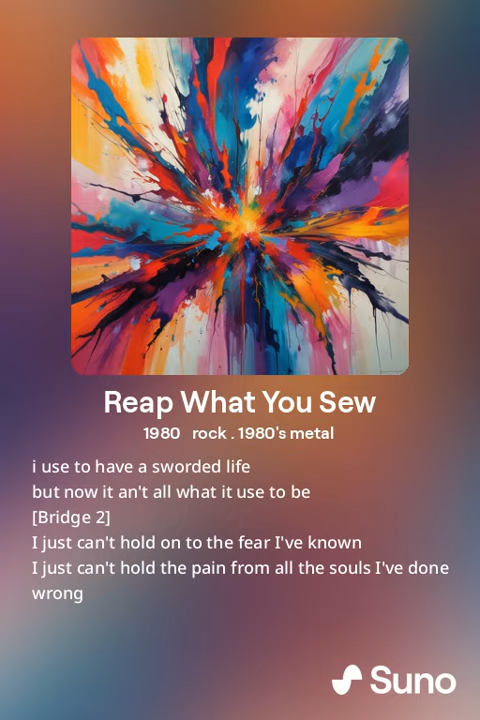 Reap What You Sew
1980 rock . 1980's metal
i use to have a sworded life
but now it an't all what it use to be
[Bridge 2]
I just can't hold on to the fear I've known
I just can't hold the pain from all the souls I've done
wrong
Suno